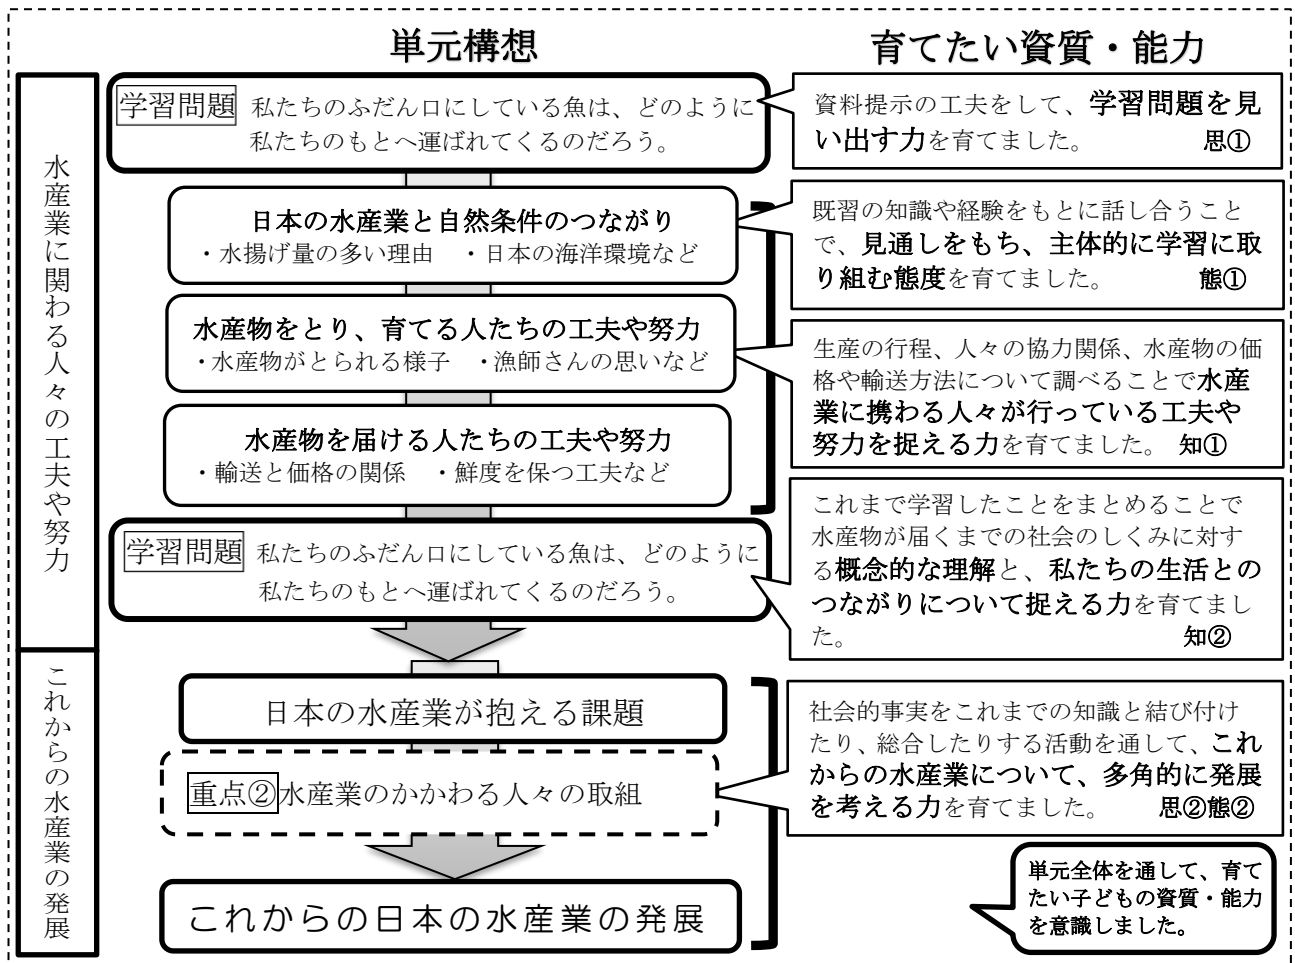 単元構想
育てたい資質・能力
水産業に関わる人々の工夫や努力
学習問題 私たちのふだん口にしている魚は、どのように
私たちのもとへ運ばれてくるのだろう。
資料提示の工夫をして、学習問題を見
い出す力を育てました。 思①
日本の水産業と自然条件のつながり
・水揚げ量の多い理由 ・日本の海洋環境など
既習の知識や経験をもとに話し合うこと
で、見通しをもち、主体的に学習に取
り組む態度を育てました。 態①
水産物をとり、育てる人たちの工夫や努力
・水産物がとられる様子 ・漁師さんの思いなど
生産の行程、人々の協力関係、水産物の価
格や輸送方法について調べることで水産
業に携わる人々が行っている工夫や
努力を捉える力を育てました。 知①
水産物を届ける人たちの工夫や努力
・輸送と価格の関係 ・鮮度を保つ工夫など
学習問題 私たちのふだん口にしている魚は、どのように
私たちのもとへ運ばれてくるのだろう。
これまで学習したことをまとめることで
水産物が届くまでの社会のしくみに対す
る概念的な理解と、私たちの生活との
つながりについて捉える力を育てまし
た。 知②
これからの水産業の発展
日本の水産業が抱える課題
重点②水産業のかかわる人々の取組
社会的事実をこれまでの知識と結び付け
たり、総合したりする活動を通して、これ
からの水産業について、多角的に発展
を考える力を育てました。 思②態②
これからの日本の水産業の発展
単元全体を通して、育て
たい子どもの資質・能力
を意識しました。